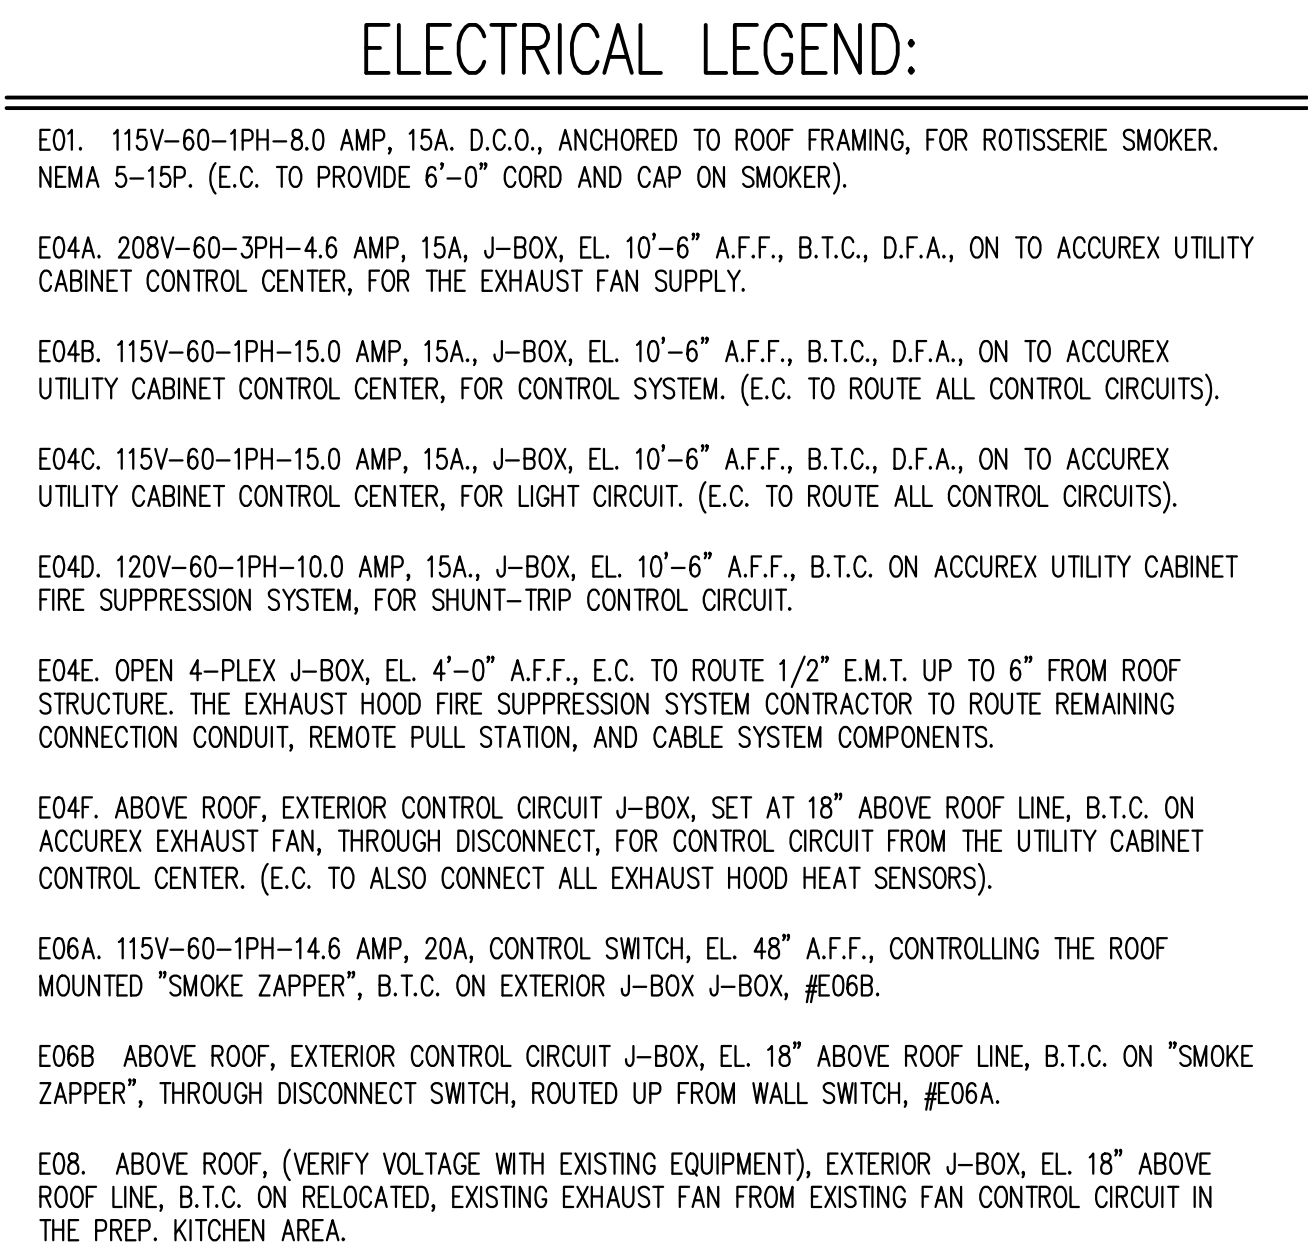 ELECTRICAL LEGEND:
E01. 115V-60-1PH-8.0 AMP, 15A. D.C.O., ANCHORED TO ROOF FRAMING, FOR ROTISSERIE SMOKER.
NEMA 5-15P. (E.C. TO PROVIDE 6'-0" CORD AND CAP ON SMOKER).
E04A. 208V-60-3PH-4.6 AMP, 15A, J-BOX, EL. 10'-6" A.F.F., B.T.C., D.F.A., ON TO ACCUREX UTILITY
CABINET CONTROL CENTER, FOR THE EXHAUST FAN SUPPLY.
E04B. 115V-60-1PH-15.0 AMP, 15A., J-BOX, EL. 10'-6" A.F.F., B.T.C., D.F.A., ON TO ACCUREX
UTILITY CABINET CONTROL CENTER, FOR CONTROL SYSTEM. (E.C. TO ROUTE ALL CONTROL CIRCUITS).
E04C. 115V-60-1PH-15.0 AMP, 15A., J-BOX, EL. 10'-6" A.F.F., B.T.C., D.F.A., ON TO ACCUREX
UTILITY CABINET CONTROL CENTER, FOR LIGHT CIRCUIT. (E.C. TO ROUTE ALL CONTROL CIRCUITS).
E04D. 120V-60-1PH-10.0 AMP, 15A., J-BOX, EL. 10'-6" A.F.F., B.T.C. ON ACCUREX UTILITY CABINET
FIRE SUPPRESSION SYSTEM, FOR SHUNT-TRIP CONTROL CIRCUIT.
E04E. OPEN 4-PLEX J-BOX, EL. 4'-0" A.F.F., E.C. TO ROUTE 1/2" E.M.T. UP TO 6" FROM ROOF
STRUCTURE. THE EXHAUST HOOD FIRE SUPPRESSION SYSTEM CONTRACTOR TO ROUTE REMAINING
CONNECTION CONDUIT, REMOTE PULL STATION, AND CABLE SYSTEM COMPONENTS.
E04F. ABOVE ROOF, EXTERIOR CONTROL CIRCUIT J-BOX, SET AT 18" ABOVE ROOF LINE, B.T.C. ON
ACCUREX EXHAUST FAN, THROUGH DISCONNECT, FOR CONTROL CIRCUIT FROM THE UTILITY CABINET
CONTROL CENTER. (E.C. TO ALSO CONNECT ALL EXHAUST HOOD HEAT SENSORS).
E06A. 115V-60-1PH-14.6 AMP, 20A, CONTROL SWITCH, EL. 48" A.F.F., CONTROLLING THE ROOF
MOUNTED "SMOKE ZAPPER", B.T.C. ON EXTERIOR J-BOX J-BOX, #E06B.
E06B ABOVE ROOF, EXTERIOR CONTROL CIRCUIT J-BOX, EL. 18" ABOVE ROOF LINE, B.T.C. ON "SMOKE
ZAPPER", THROUGH DISCONNECT SWITCH, ROUTED UP FROM WALL SWITCH, #E06A.
E08. ABOVE ROOF, (VERIFY VOLTAGE WITH EXISTING EQUIPMENT), EXTERIOR J-BOX, EL. 18" ABOVE
ROOF LINE, B.T.C. ON RELOCATED, EXISTING EXHAUST FAN FROM EXISTING FAN CONTROL CIRCUIT IN
THE PREP. KITCHEN AREA.